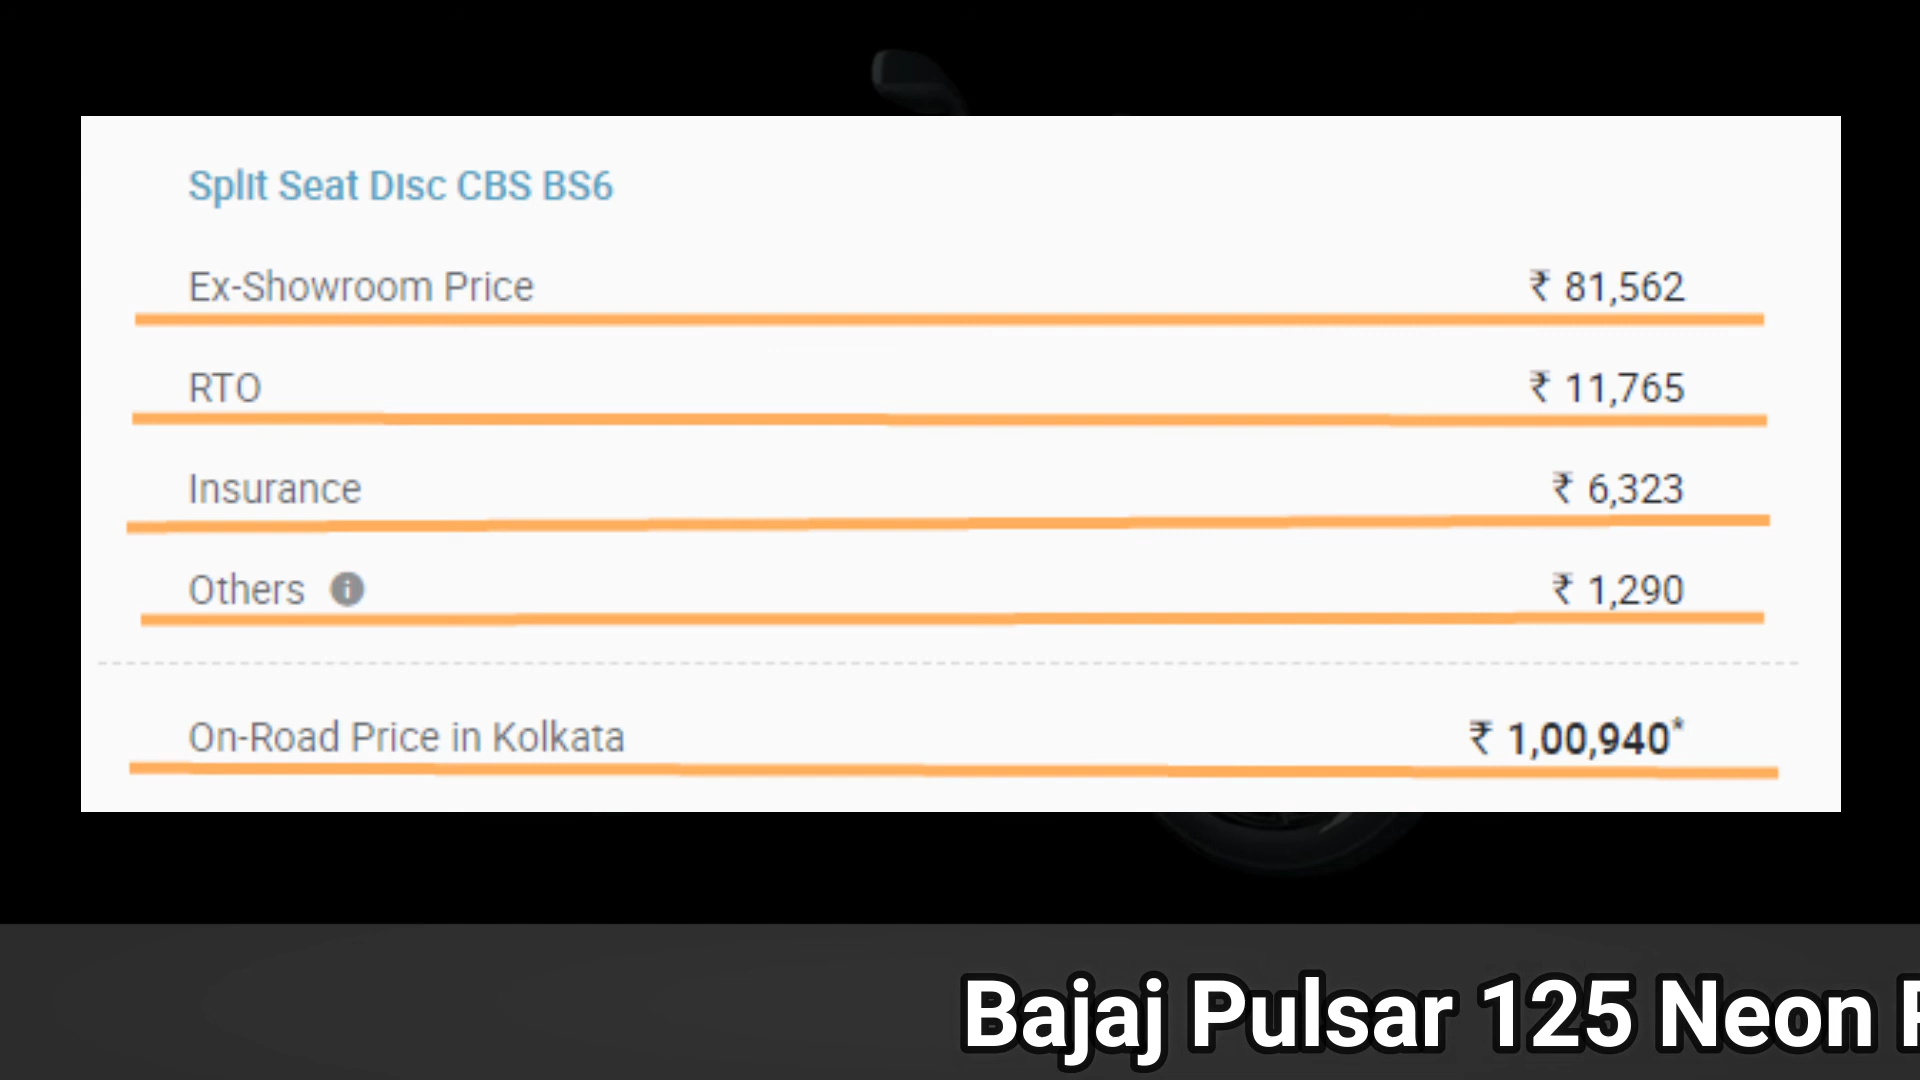 Split Seat Disc CBS BS6
Ex-Showroom Price ₹ 81,562
RTO ₹ 11,765
Insurance ₹ 6,323
Others i ₹ 1,290
On-Road Price in Kolkata ₹ 1,00,940*
Bajaj Pulsar 125 Neon